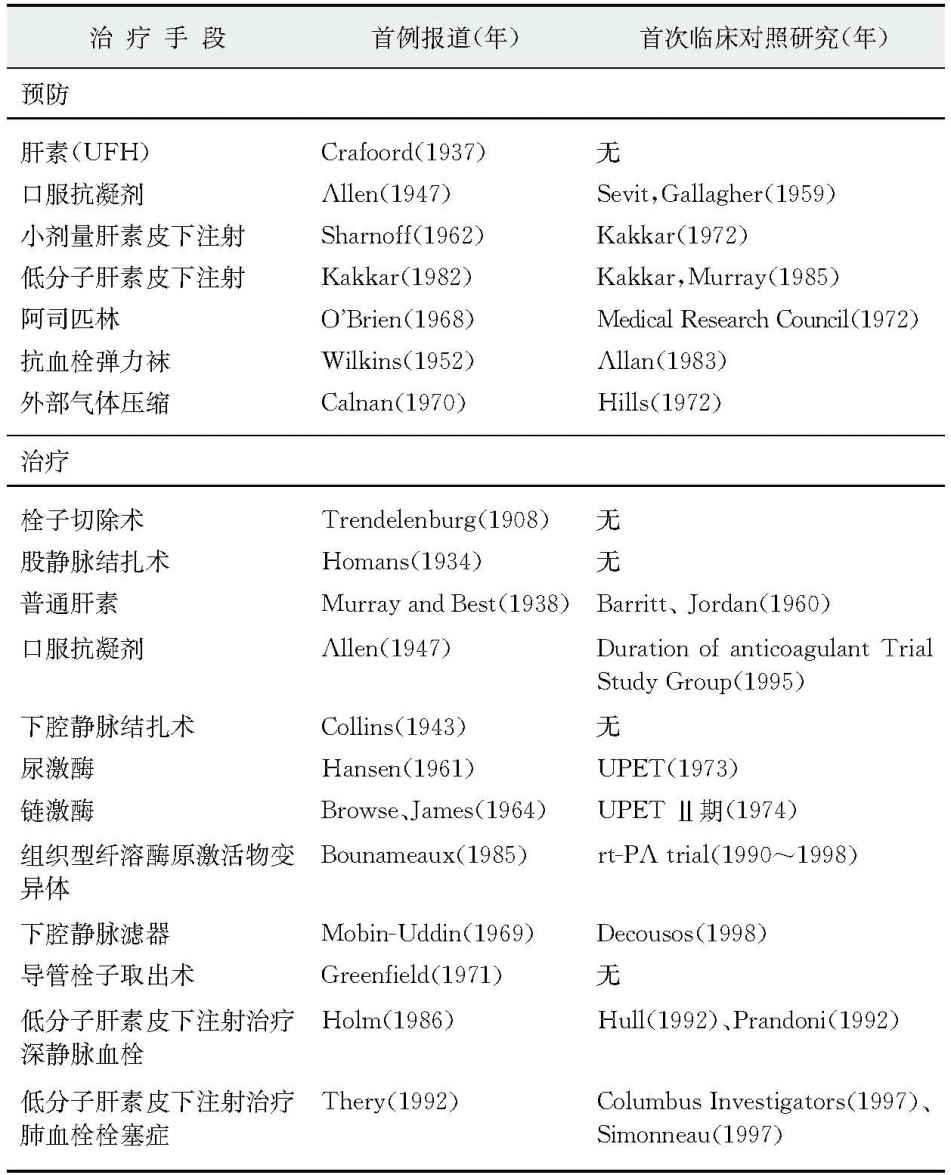 治 疗 手 段 首例报道(年) 首次临床对照研究(年)
预防
肝素(UFH) Crafoord(1937) 无
口服抗凝剂 Allen(1947) Sevit,Gallagher(1959)
小剂量肝素皮下注射 Sharnoff(1962) Kakkar(1972)
低分子肝素皮下注射 Kakkar(1982) Kakkar,Murray(1985)
阿司匹林 O'Brien(1968) Medical Research Council(1972)
抗血栓弹力袜 Wilkins(1952) Allan(1983)
外部气体压缩 Calnan(1970) Hills(1972)
治疗
栓子切除术 Trendelenburg(1908) 无
股静脉结扎术 Homans(1934) 无
普通肝素 Murray and Best(1938) Barritt、Jordan(1960)
口服抗凝剂 Allen(1947) Duration of anticoagulant Trial
Study Group(1995)
下腔静脉结扎术 Collins(1943) 无
尿激酶 Hansen(1961) UPET(1973)
链激酶 Browse、James(1964) UPET Ⅱ期(1974)
组织型纤溶酶原激活物变 Bounameaux(1985) rt-PA trial(1990～1998)
异体
下腔静脉滤器 Mobin-Uddin(1969) Decousos(1998)
导管栓子取出术 Greenfield(1971) 无
低分子肝素皮下注射治疗 Holm(1986) Hull(1992)、Prandoni(1992)
深静脉血栓
低分子肝素皮下注射治疗 Thery(1992) Columbus Investigators(1997)、
肺血栓栓塞症 Simonneau(1997)